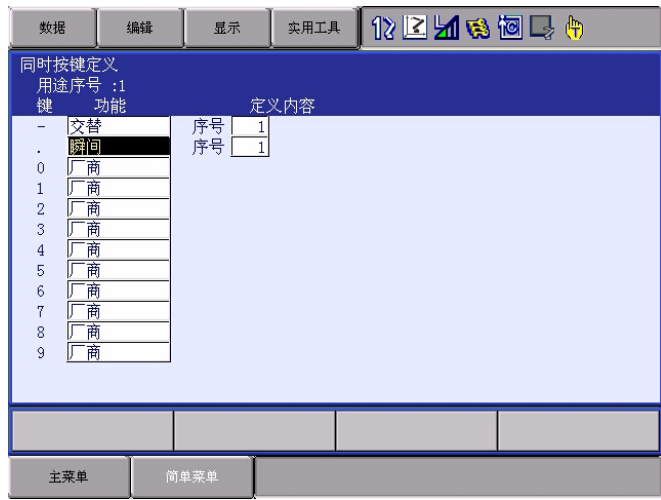 数据 编辑 显示 实用工具
同时按键定义
用途序号 :1
键 功能 定义内容
- 交替 序号 1
. 瞬间 序号 1
0 厂商
1 厂商
2 厂商
3 厂商
4 厂商
5 厂商
6 厂商
7 厂商
8 厂商
9 厂商
主菜单 简单菜单